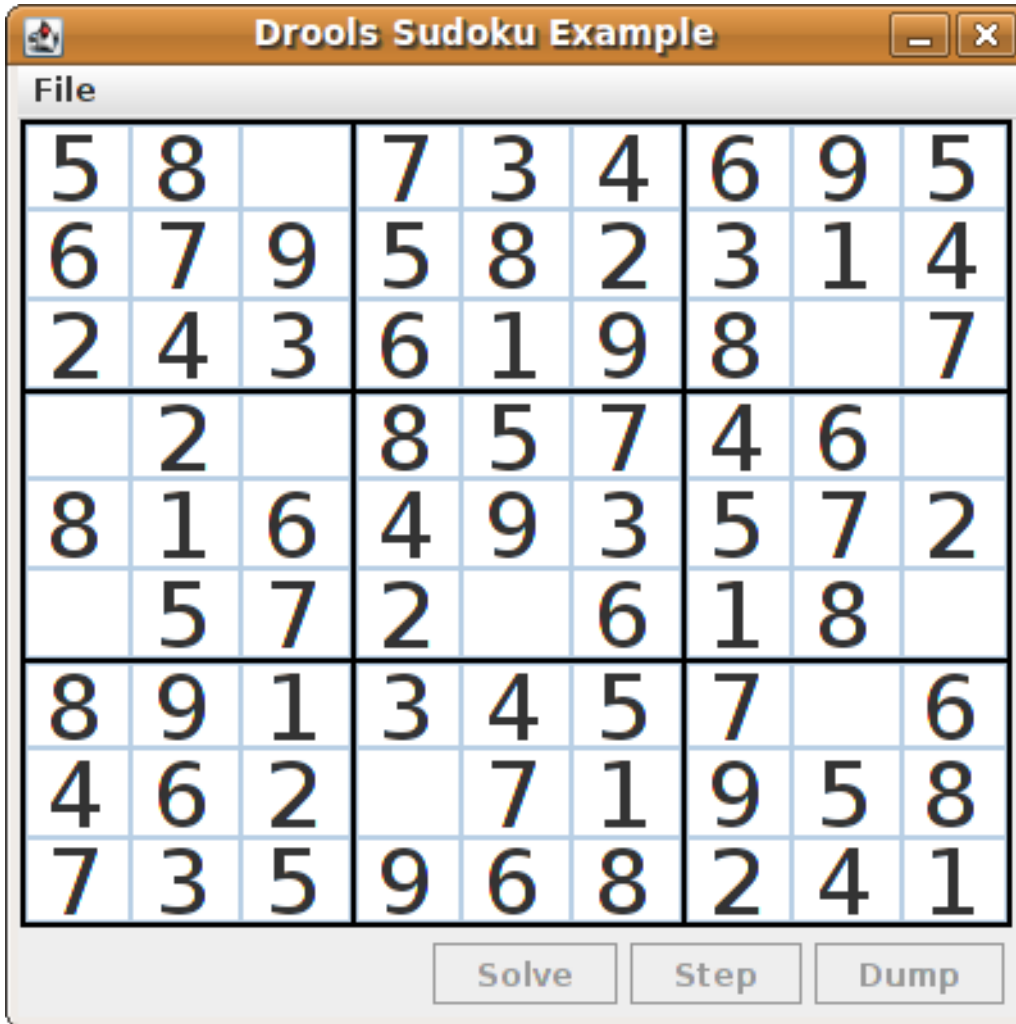 Drools Sudoku Example
File
5 8 7 3 4 6 9 5
6 7 9 5 8 2 3 1 4
2 4 3 6 1 9 8 7
2 8 5 7 4 6
8 1 6 4 9 3 5 7 2
5 7 2 6 1 8
8 9 1 3 4 5 7 6
4 6 2 7 1 9 5 8
7 3 5 9 6 8 2 4 1
Solve Step Dump